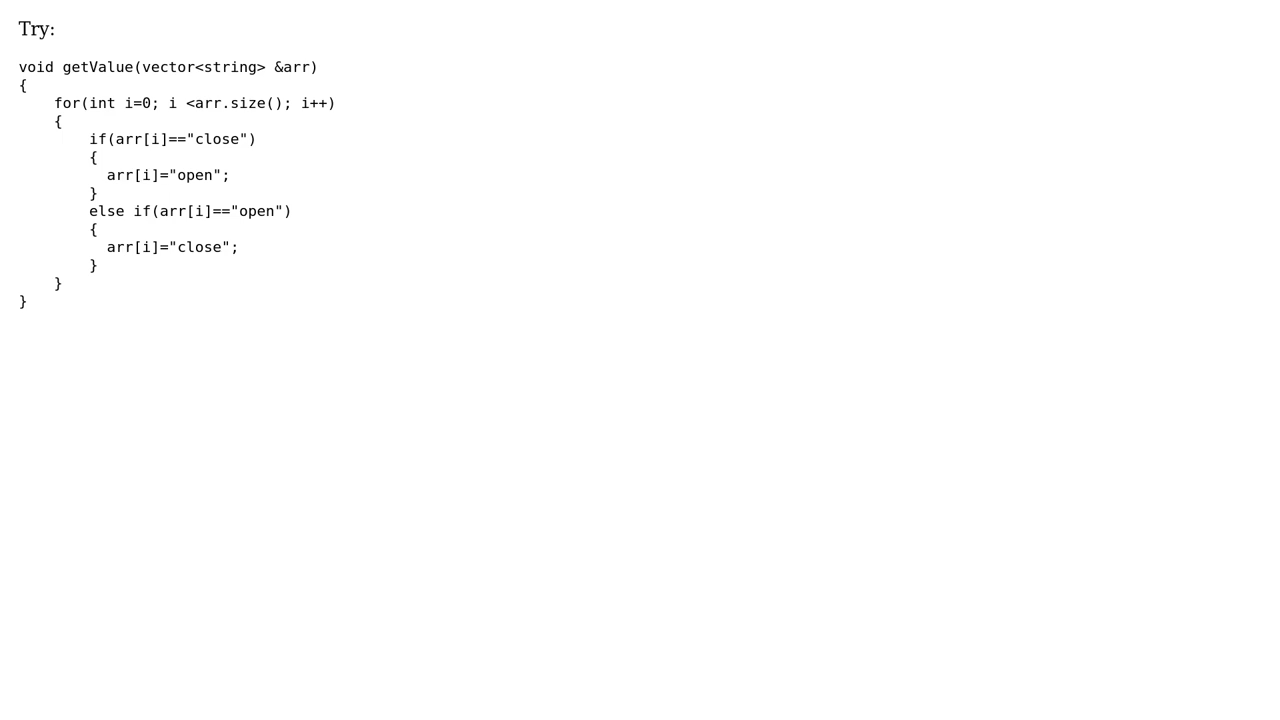 Try:
void getValue(vector<string> &arr)
{
    for(int i=0; i <arr.size(); i++)
    {
        if(arr[i]=="close")
        {
          arr[i]="open";
        }
        else if(arr[i]=="open")
        {
          arr[i]="close";
        }
    }
}